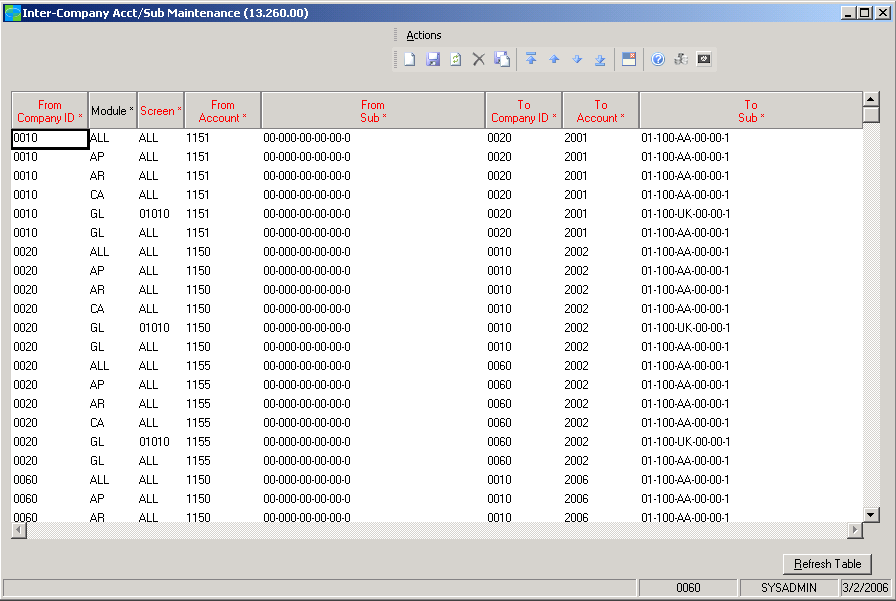 Inter-Company Acct/Sub Maintenance (13.260.00)
Actions
From Company ID * Module * Screen * From Account * From Sub * To Company ID * To Account * To Sub *
0010 ALL ALL 1151 00-000-00-00-00-0 0020 2001 01-100-AA-00-00-1
0010 AP ALL 1151 00-000-00-00-00-0 0020 2001 01-100-AA-00-00-1
0010 AR ALL 1151 00-000-00-00-00-0 0020 2001 01-100-AA-00-00-1
0010 CA ALL 1151 00-000-00-00-00-0 0020 2001 01-100-AA-00-00-1
0010 GL 01010 1151 00-000-00-00-00-0 0020 2001 01-100-UK-00-00-1
0010 GL ALL 1151 00-000-00-00-00-0 0020 2001 01-100-AA-00-00-1
0020 ALL ALL 1150 00-000-00-00-00-0 0010 2002 01-100-AA-00-00-1
0020 AP ALL 1150 00-000-00-00-00-0 0010 2002 01-100-AA-00-00-1
0020 AR ALL 1150 00-000-00-00-00-0 0010 2002 01-100-AA-00-00-1
0020 CA ALL 1150 00-000-00-00-00-0 0010 2002 01-100-AA-00-00-1
0020 GL 01010 1150 00-000-00-00-00-0 0010 2002 01-100-UK-00-00-1
0020 GL ALL 1150 00-000-00-00-00-0 0010 2002 01-100-AA-00-00-1
0020 ALL ALL 1155 00-000-00-00-00-0 0060 2002 01-100-AA-00-00-1
0020 AP ALL 1155 00-000-00-00-00-0 0060 2002 01-100-AA-00-00-1
0020 AR ALL 1155 00-000-00-00-00-0 0060 2002 01-100-AA-00-00-1
0020 CA ALL 1155 00-000-00-00-00-0 0060 2002 01-100-AA-00-00-1
0020 GL 01010 1155 00-000-00-00-00-0 0060 2002 01-100-UK-00-00-1
0020 GL ALL 1155 00-000-00-00-00-0 0060 2002 01-100-AA-00-00-1
0060 ALL ALL 1150 00-000-00-00-00-0 0010 2006 01-100-AA-00-00-1
0060 AP ALL 1150 00-000-00-00-00-0 0010 2006 01-100-AA-00-00-1
0060 AR ALL 1150 00-000-00-00-00-0 0010 2006 01-100-AA-00-00-1
Refresh Table
0060 SYSADMIN 3/2/2006